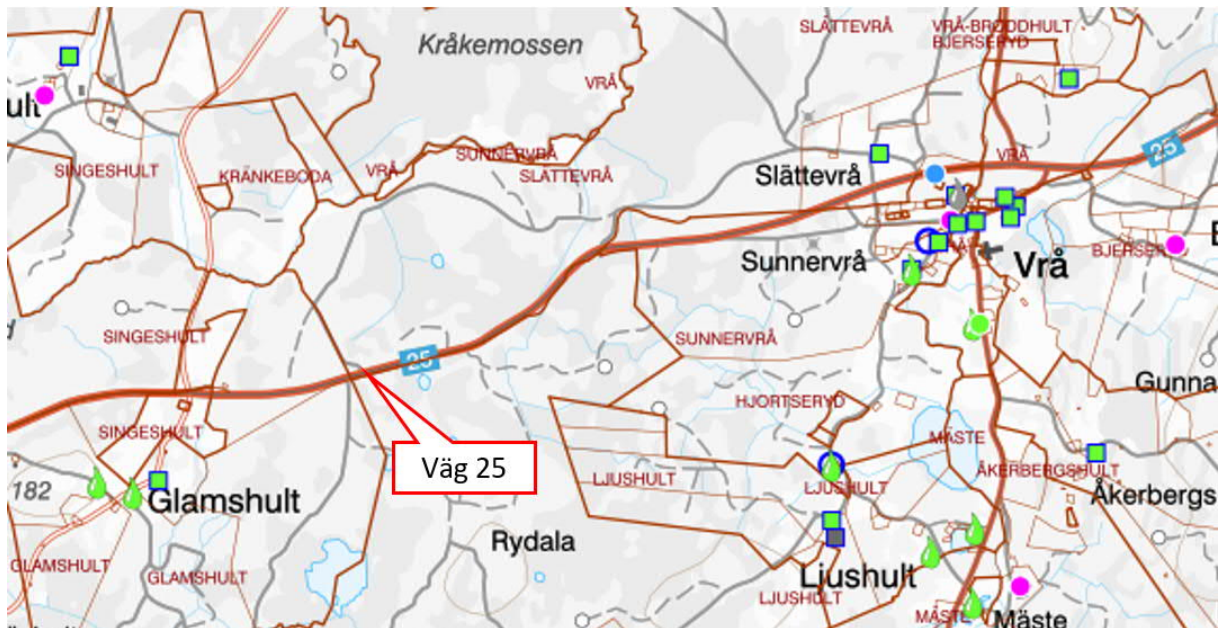 Kråkemossen
SLÄTTEVRÅ
VRÅ-BRODDHULT
BJERSERYD
VRÅ
ult
SINGESHULT
KRÄNKEBODA
VRÅ
SUNNERVRÅ
SLÄTTEVRÅ
Slättevrå
VRÅ
25
Sunnervrå
Vrå
BJERSER
SINGESHULT
SUNNERVRÅ
25
Gunna
HJORTSERYD
SINGESHULT
MÄSTE
Väg 25
LJUSHULT
LJUSHULT
ÅKERBERGSHULT
182
Glamshult
Åkerbergs
Rydala
GLAMSHULT
GLAMSHULT
Ljushult
LJUSHULT
MÄSTE
Mäste